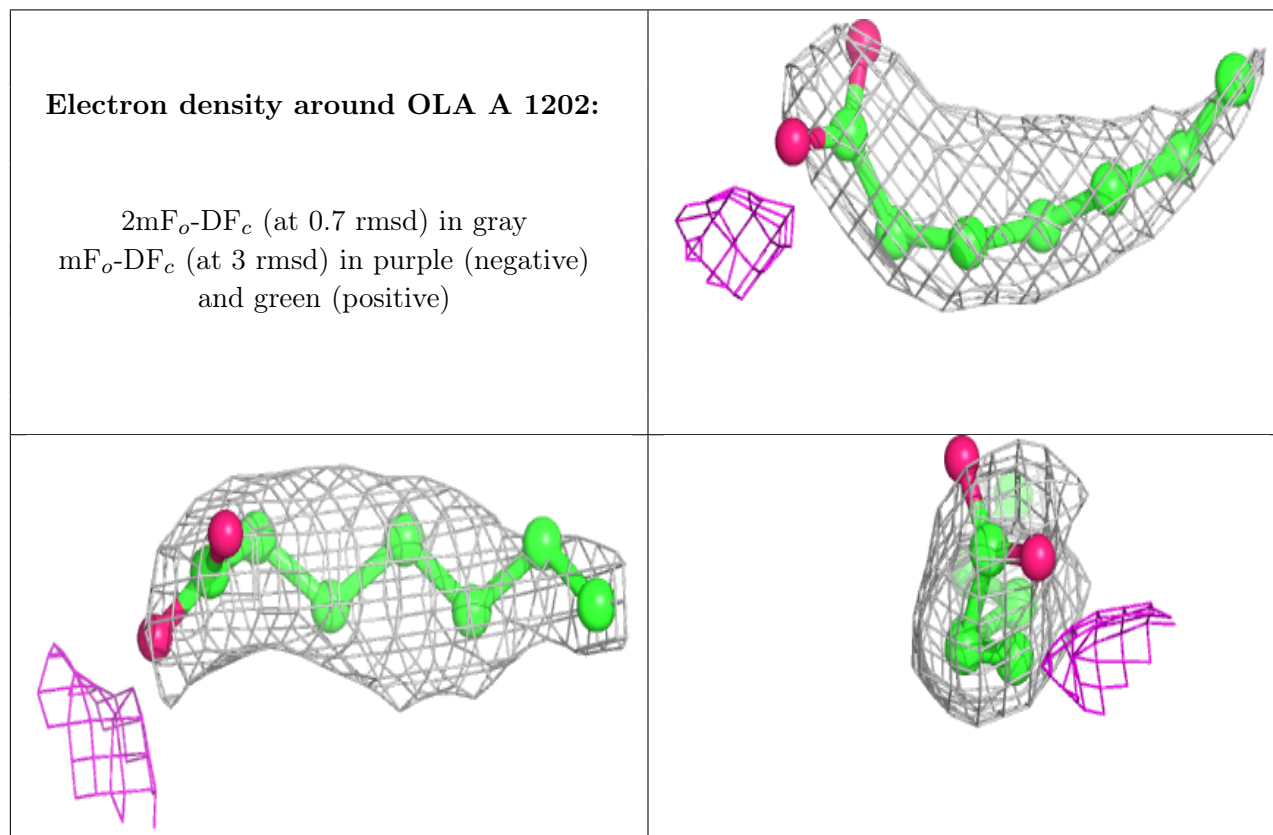 Electron density around OLA A 1202:
2mFo-DFc (at 0.7 rmsd) in gray
mFo-DFc (at 3 rmsd) in purple (negative)
and green (positive)